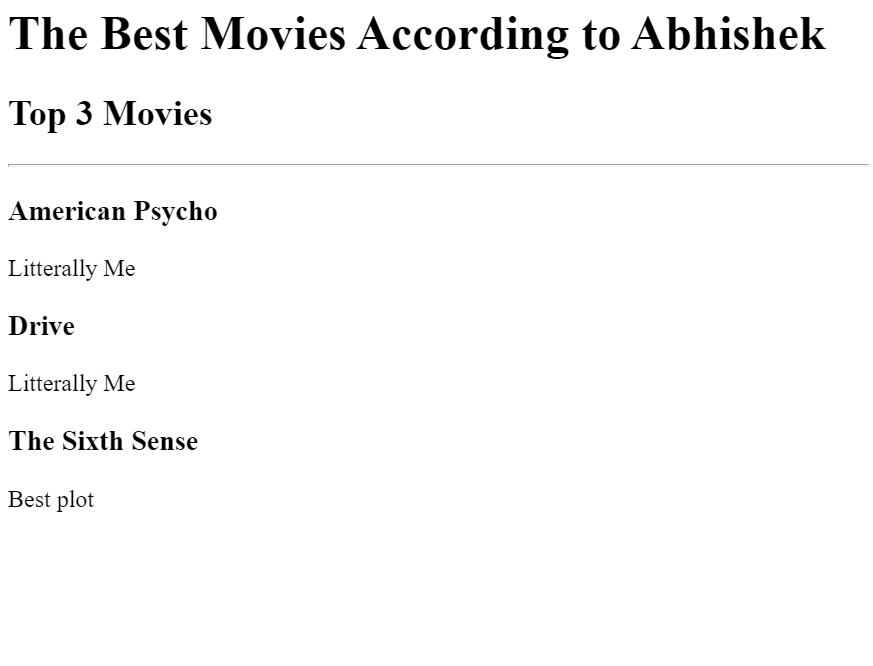 The Best Movies According to Abhishek
Top 3 Movies
American Psycho
Litterally Me
Drive
Litterally Me
The Sixth Sense
Best plot